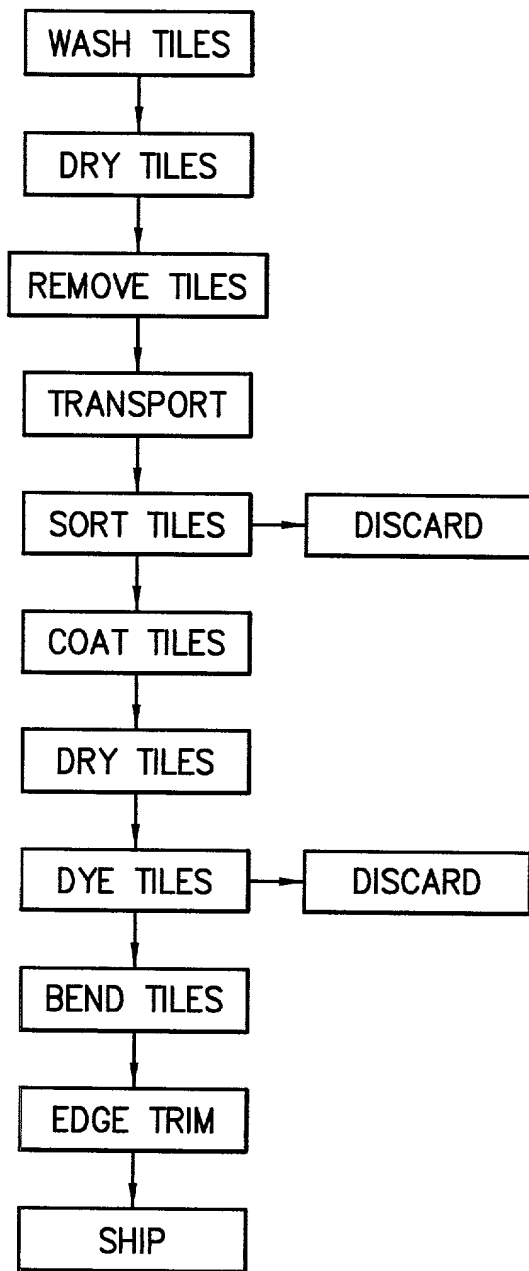 WASH TILES
DRY TILES
REMOVE TILES
TRANSPORT
SORT TILES
DISCARD
COAT TILES
DRY TILES
DYE TILES
DISCARD
BEND TILES
EDGE TRIM
SHIP